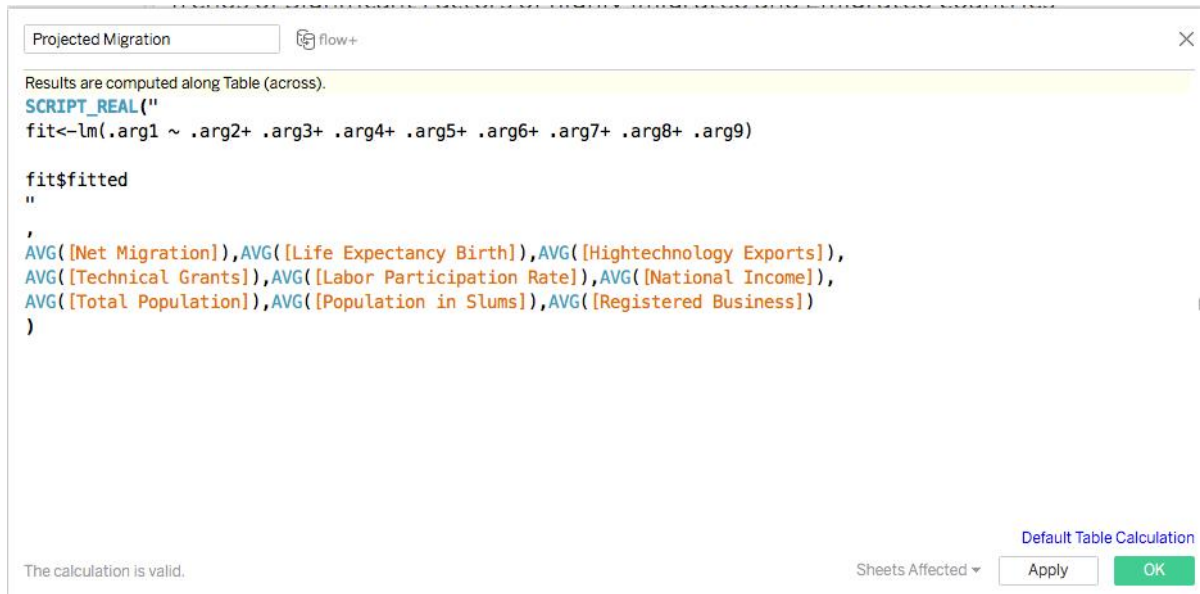 Projected Migration
flow+
Results are computed along Table (across).
SCRIPT_REAL("
fit<-lm(.arg1 ~ .arg2+ .arg3+ .arg4+ .arg5+ .arg6+ .arg7+ .arg8+ .arg9)
fit$fitted
"
,
AVG([Net Migration]),AVG([Life Expectancy Birth]),AVG([Hightechnology Exports]),
AVG([Technical Grants]),AVG([Labor Participation Rate]),AVG([National Income]),
AVG([Total Population]),AVG([Population in Slums]),AVG([Registered Business])
)
Default Table Calculation
The calculation is valid.
Sheets Affected
Apply
OK